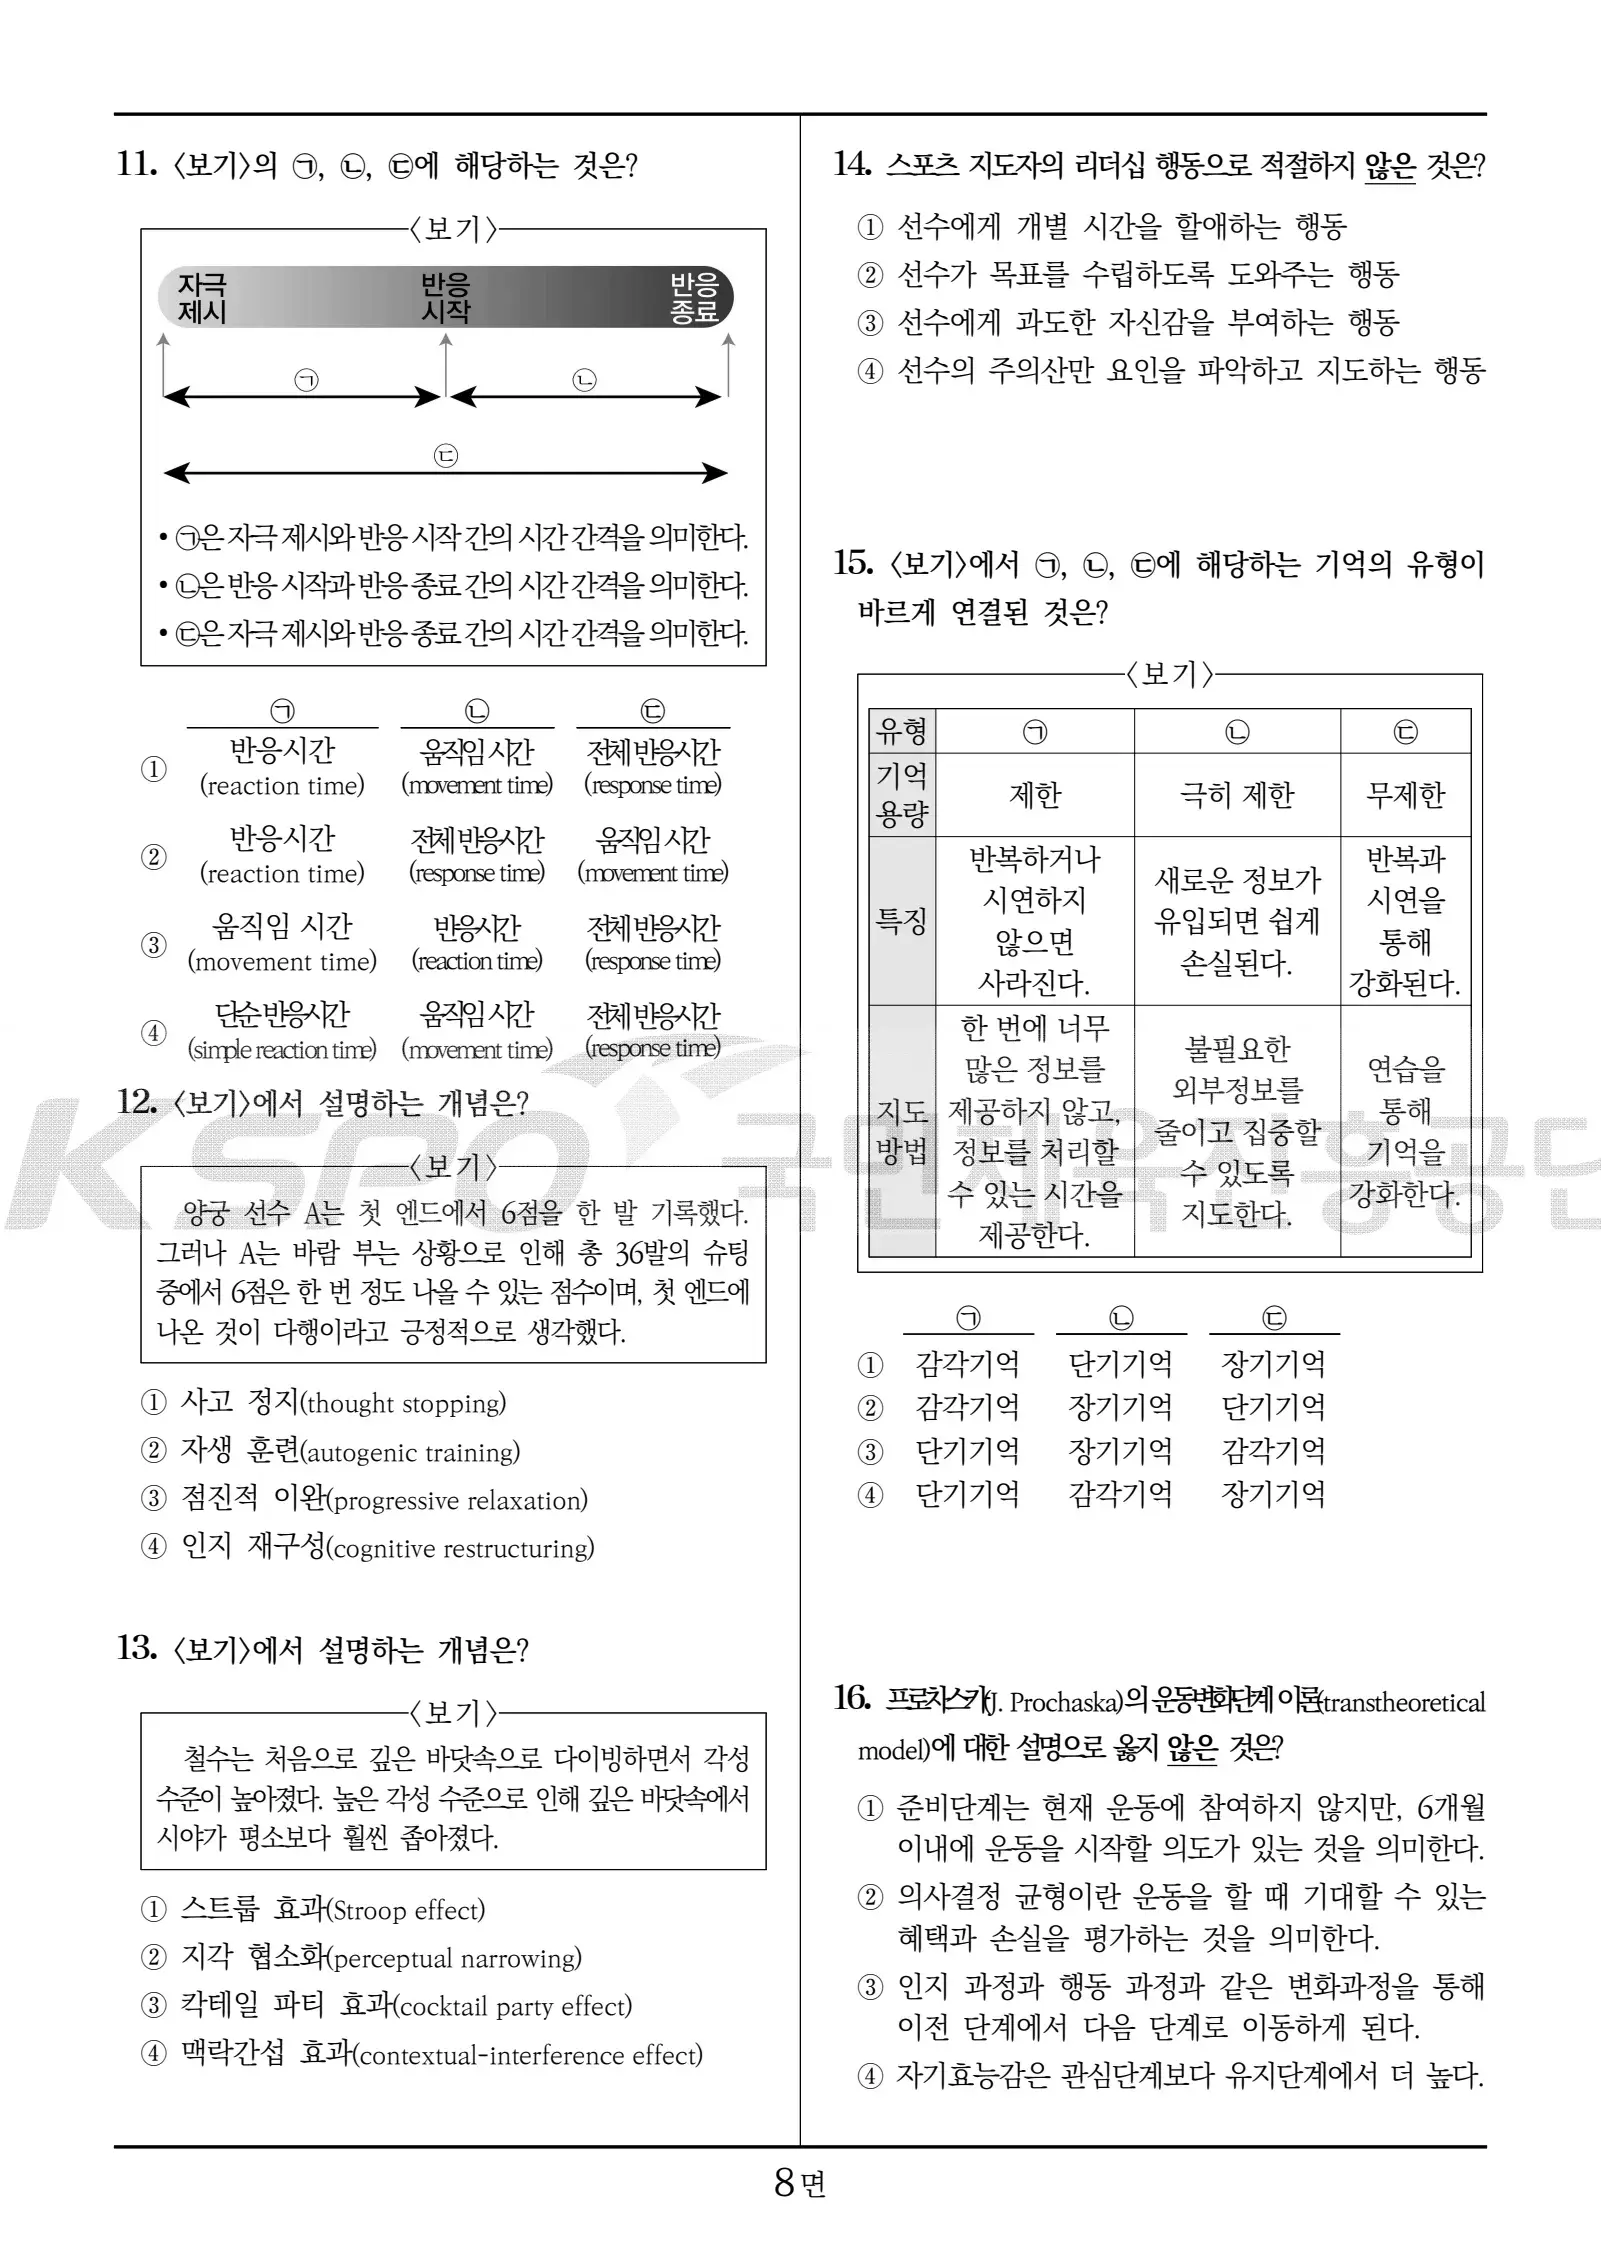 11. 〈보기〉의 ㉠, ㉡, ㉢에 해당하는 것은?
〈보기〉
자극 제시
반응 시작
반응 종료
㉠
㉡
㉢
• ㉠은 자극 제시와 반응 시작 간의 시간 간격을 의미한다.
• ㉡은 반응 시작과 반응 종료 간의 시간 간격을 의미한다.
• ㉢은 자극 제시와 반응 종료 간의 시간 간격을 의미한다.
㉠ ㉡ ㉢
① 반응시간 움직임 시간 전체 반응시간
(reaction time) (movement time) (response time)
② 반응시간 전체 반응시간 움직임 시간
(reaction time) (response time) (movement time)
③ 움직임 시간 반응시간 전체 반응시간
(movement time) (reaction time) (response time)
④ 단순 반응시간 움직임 시간 전체 반응시간
(simple reaction time) (movement time) (response time)
12. 〈보기〉에서 설명하는 개념은?
〈보기〉
양궁 선수 A는 첫 엔드에서 6점을 한 발 기록했다.
그러나 A는 바람 부는 상황으로 인해 총 36발의 슈팅
중에서 6점은 한 번 정도 나올 수 있는 점수이며, 첫 엔드에
나온 것이 다행이라고 긍정적으로 생각했다.
① 사고 정지(thought stopping)
② 자생 훈련(autogenic training)
③ 점진적 이완(progressive relaxation)
④ 인지 재구성(cognitive restructuring)
13. 〈보기〉에서 설명하는 개념은?
〈보기〉
철수는 처음으로 깊은 바닷속으로 다이빙하면서 각성
수준이 높아졌다. 높은 각성 수준으로 인해 깊은 바닷속에서
시야가 평소보다 훨씬 좁아졌다.
① 스트룹 효과(Stroop effect)
② 지각 협소화(perceptual narrowing)
③ 칵테일 파티 효과(cocktail party effect)
④ 맥락간섭 효과(contextual-interference effect)
14. 스포츠 지도자의 리더십 행동으로 적절하지 않은 것은?
① 선수에게 개별 시간을 할애하는 행동
② 선수가 목표를 수립하도록 도와주는 행동
③ 선수에게 과도한 자신감을 부여하는 행동
④ 선수의 주의산만 요인을 파악하고 지도하는 행동
15. 〈보기〉에서 ㉠, ㉡, ㉢에 해당하는 기억의 유형이
바르게 연결된 것은?
〈보기〉
유형 ㉠ ㉡ ㉢
기억 용량 제한 극히 제한 무제한
특징
반복하거나
시연하지
않으면
사라진다.
새로운 정보가
유입되면 쉽게
손실된다.
반복과
시연을
통해
강화된다.
지도
방법
한 번에 너무
많은 정보를
제공하지 않고,
정보를 처리할
수 있는 시간을
제공한다.
불필요한
외부정보를
줄이고 집중할
수 있도록
지도한다.
연습을
통해
기억을
강화한다.
㉠ ㉡ ㉢
① 감각기억 단기기억 장기기억
② 감각기억 장기기억 단기기억
③ 단기기억 장기기억 감각기억
④ 단기기억 감각기억 장기기억
16. 프로차스카(J. Prochaska)의 운동변화단계 이론(transtheoretical
model)에 대한 설명으로 옳지 않은 것은?
① 준비단계는 현재 운동에 참여하지 않지만, 6개월
이내에 운동을 시작할 의도가 있는 것을 의미한다.
② 의사결정 균형이란 운동을 할 때 기대할 수 있는
혜택과 손실을 평가하는 것을 의미한다.
③ 인지 과정과 행동 과정과 같은 변화과정을 통해
이전 단계에서 다음 단계로 이동하게 된다.
④ 자기효능감은 관심단계보다 유지단계에서 더 높다.
KSPO 국민체육진흥공단
8면